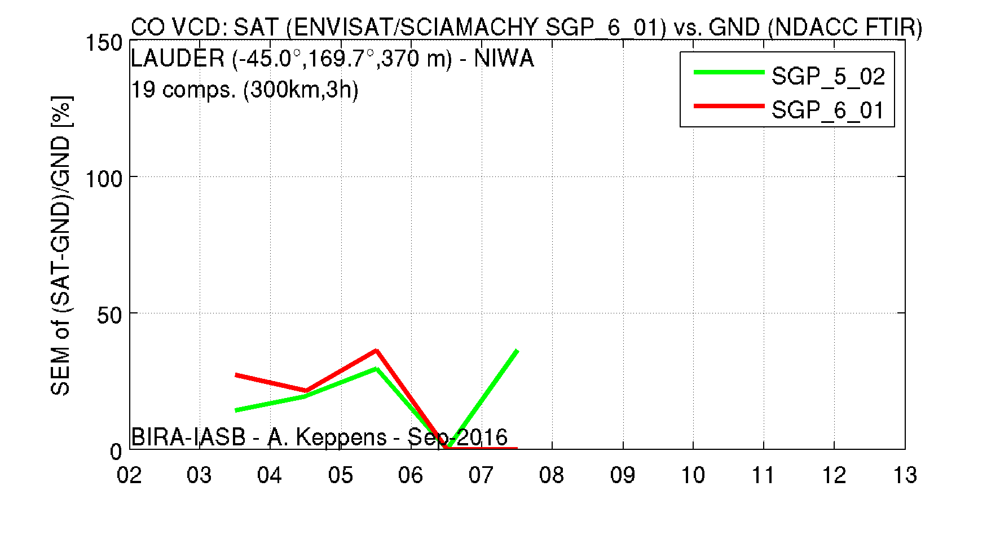 CO VCD: SAT (ENVISAT/SCIAMACHY SGP_6_01) vs. GND (NDACC FTIR)
LAUDER (-45.0°,169.7°,370 m) - NIWA
19 comps. (300km,3h)
SGP_5_02
SGP_6_01
SEM of (SAT-GND)/GND [%]
150
100
50
0
BIRA-IASB - A. Keppens - Sep-2016
02 03 04 05 06 07 08 09 10 11 12 13